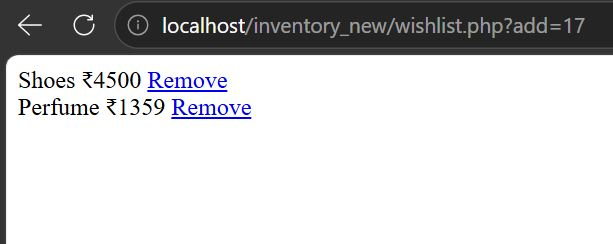 localhost/inventory_new/wishlist.php?add=17
Shoes ₹4500 Remove
Perfume ₹1359 Remove